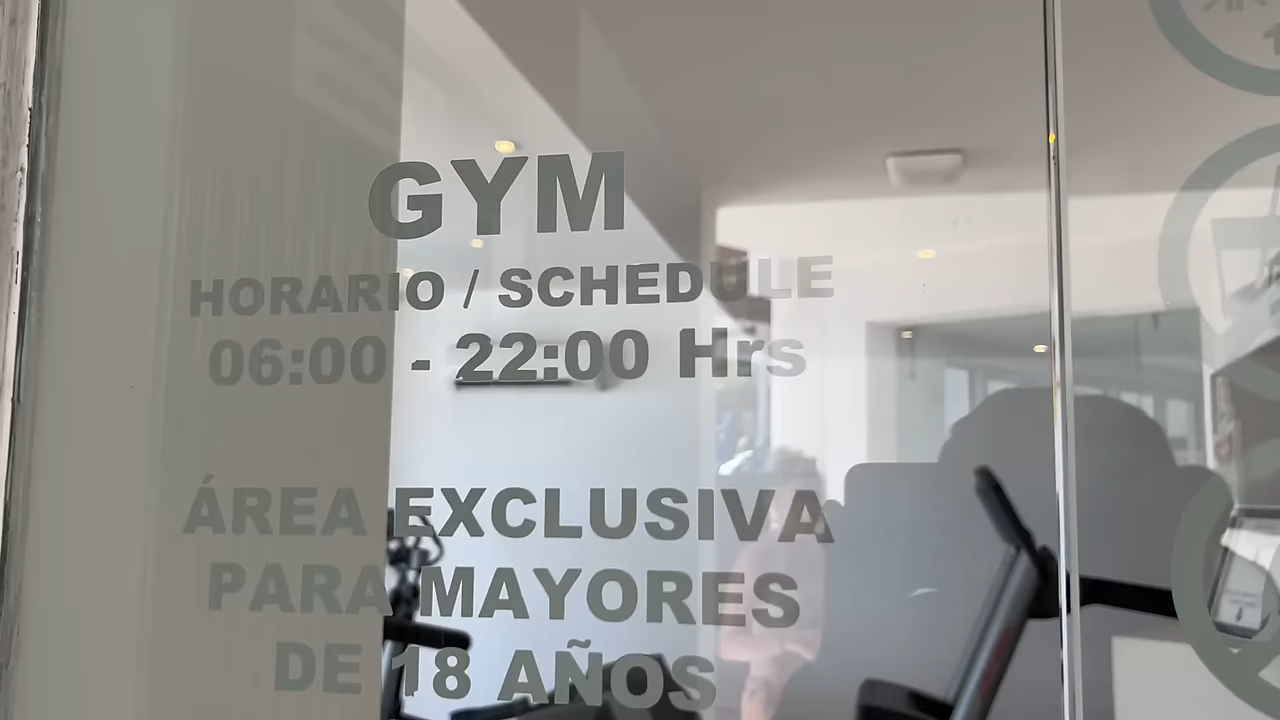 GYM
HORARIO / SCHEDULE
06:00 - 22:00 Hrs
ÁREA EXCLUSIVA
PARA MAYORES
DE 18 AÑOS